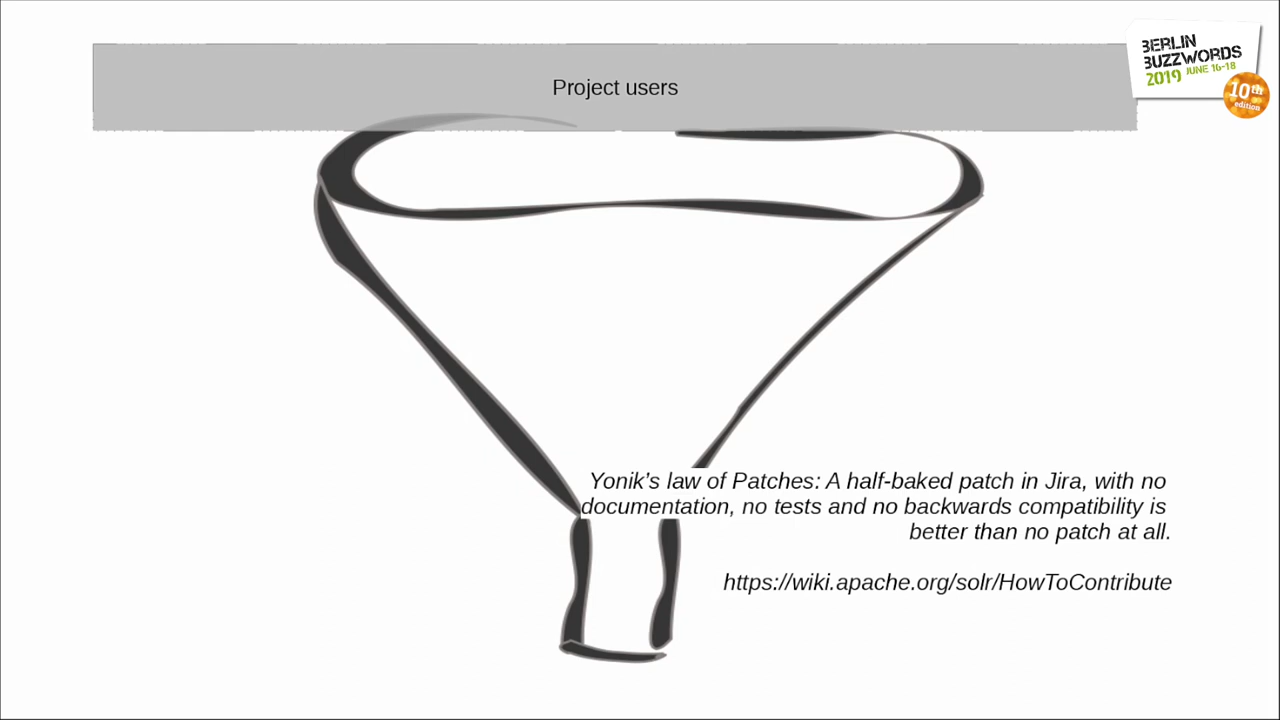 BERLIN
BUZZWORDS
2019 JUNE 16-18
10th
edition
Project users
Yonik’s law of Patches: A half-baked patch in Jira, with no
documentation, no tests and no backwards compatibility is
better than no patch at all.
https://wiki.apache.org/solr/HowToContribute